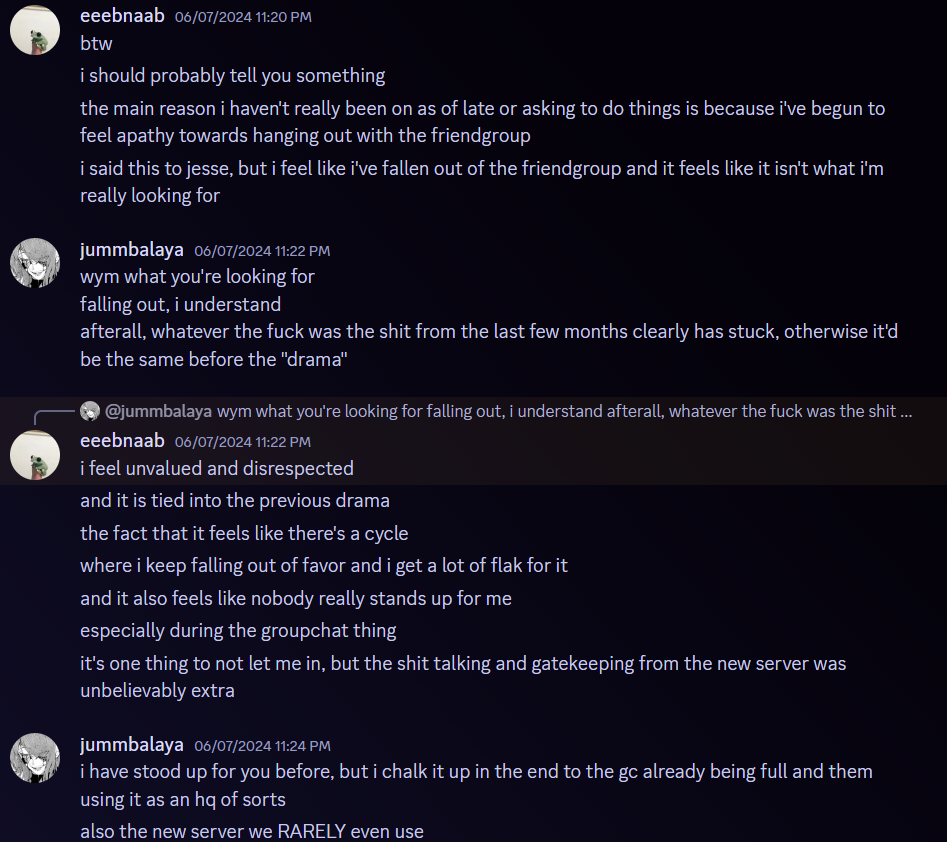 eeebnaab 06/07/2024 11:20 PM
btw
i should probably tell you something
the main reason i haven't really been on as of late or asking to do things is because i've begun to
feel apathy towards hanging out with the friendgroup
i said this to jesse, but i feel like i've fallen out of the friendgroup and it feels like it isn't what i'm
really looking for
jummbalaya 06/07/2024 11:22 PM
wym what you're looking for
falling out, i understand
afterall, whatever the fuck was the shit from the last few months clearly has stuck, otherwise it'd
be the same before the "drama"
@jummbalaya wym what you're looking for falling out, i understand afterall, whatever the fuck was the shit ...
eeebnaab 06/07/2024 11:22 PM
i feel unvalued and disrespected
and it is tied into the previous drama
the fact that it feels like there's a cycle
where i keep falling out of favor and i get a lot of flak for it
and it also feels like nobody really stands up for me
especially during the groupchat thing
it's one thing to not let me in, but the shit talking and gatekeeping from the new server was
unbelievably extra
jummbalaya 06/07/2024 11:24 PM
i have stood up for you before, but i chalk it up in the end to the gc already being full and them
using it as an hq of sorts
also the new server we RARELY even use